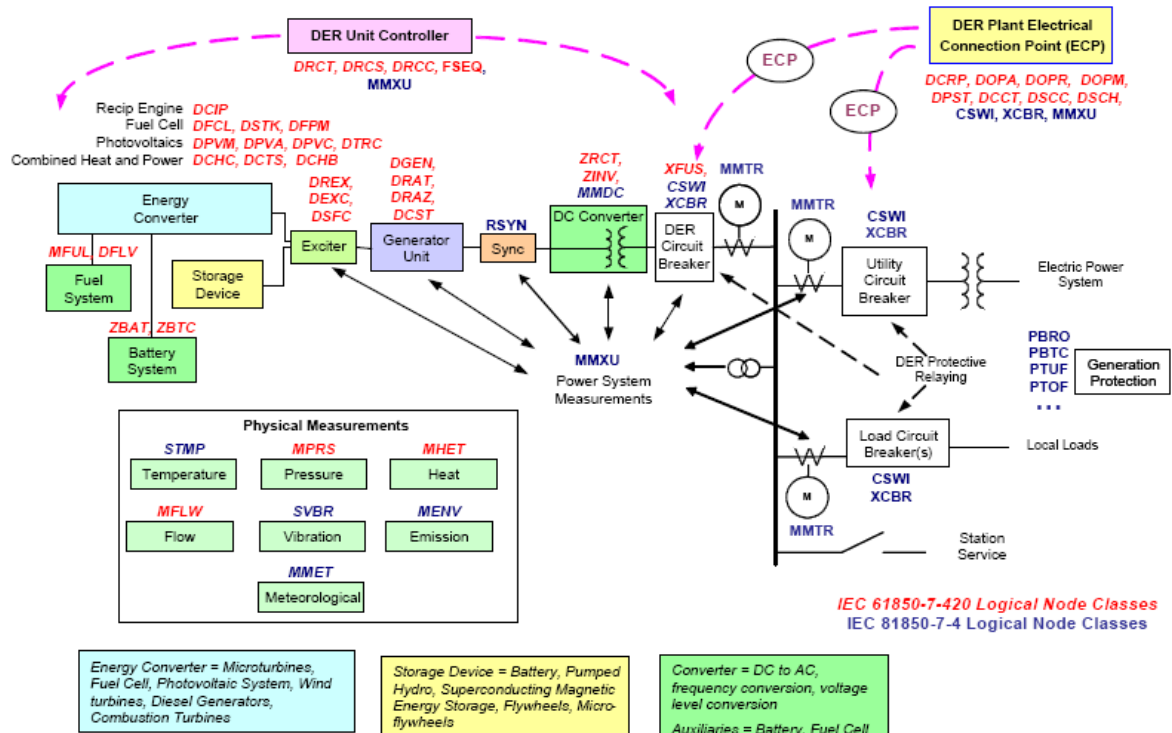 DER Unit Controller
DRCT, DRCS, DRCC, FSEQ,
MMXU
ECP
DER Plant Electrical
Connection Point (ECP)
ECP
DCRP, DOPA, DOPR, DOPM,
DPST, DCCT, DSCC, DSCH,
CSWI, XCBR, MMXU
Recip Engine DCIP
Fuel Cell DFCL, DSTK, DFPM
Photovoltaics DPVM, DPVA, DPVC, DTRC
Combined Heat and Power DCHC, DCTS, DCHB
Energy
Converter
MFUL, DFLV
Fuel
System
Storage
Device
ZBAT, ZBTC
Battery
System
DREX,
DEXC,
DSFC
Exciter
DGEN,
DRAT,
DRAZ,
DCST
Generator
Unit
RSYN
Sync
ZRCT,
ZINV,
MMDC
DC Converter
XFUS,
CSWI
XCBR
DER
Circuit
Breaker
MMTR
M
MMTR
M
CSWI
XCBR
Utility
Circuit
Breaker
Electric Power
System
MMXU
Power System
Measurements
DER Protective
Relaying
PBRO
PBTC
PTUF
PTOF
...
Generation
Protection
Load Circuit
Breaker(s)
Local Loads
CSWI
XCBR
M
MMTR
Station
Service
Physical Measurements
STMP MPRS MHET
Temperature Pressure Heat
MFLW SVBR MENV
Flow Vibration Emission
MMET
Meteorological
IEC 61850-7-420 Logical Node Classes
IEC 81850-7-4 Logical Node Classes
Energy Converter = Microturbines,
Fuel Cell, Photovoltaic System, Wind
turbines, Diesel Generators,
Combustion Turbines
Storage Device = Battery, Pumped
Hydro, Superconducting Magnetic
Energy Storage, Flywheels, Micro-
flywheels
Converter = DC to AC,
frequency conversion, voltage
level conversion
Auxiliaries = Battery, Fuel Cell